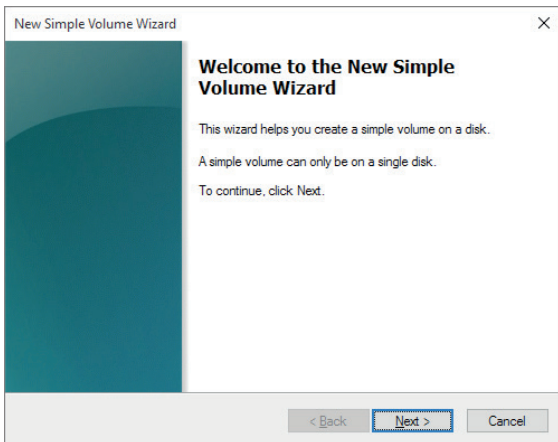 New Simple Volume Wizard
Welcome to the New Simple
Volume Wizard
This wizard helps you create a simple volume on a disk.
A simple volume can only be on a single disk.
To continue, click Next.
< Back
Next >
Cancel